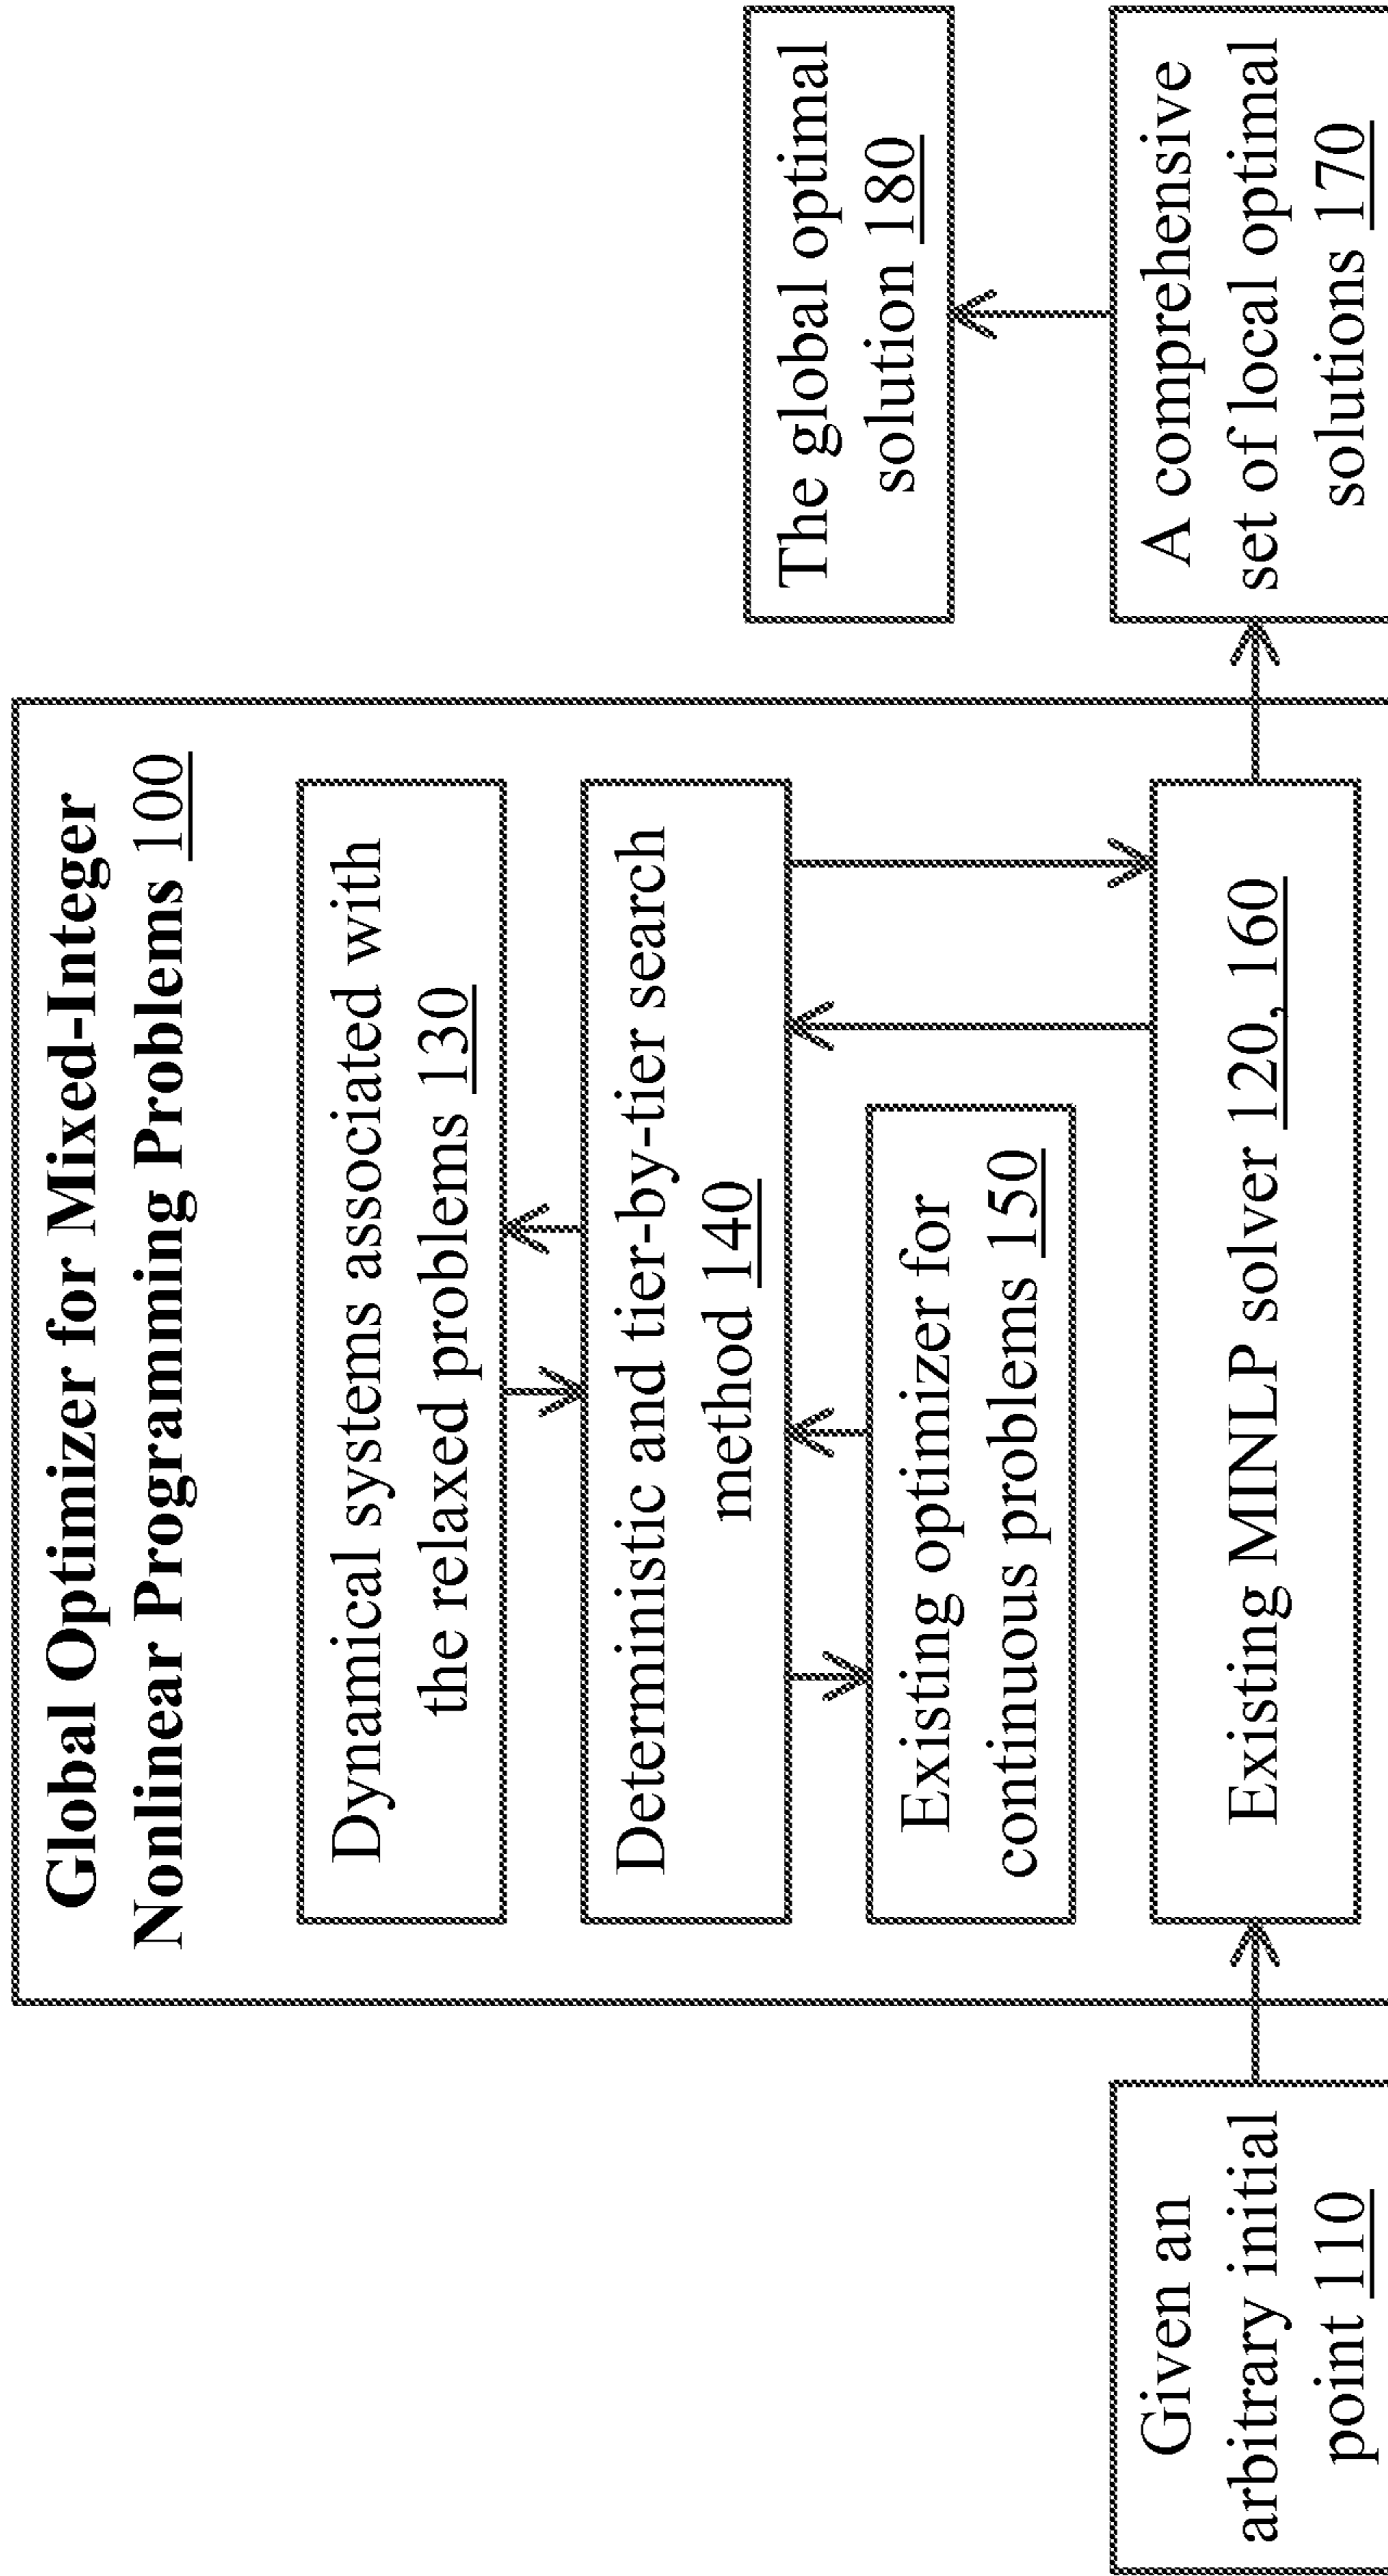 Global Optimizer for Mixed-Integer
Nonlinear Programming Problems 100
Dynamical systems associated with
the relaxed problems 130
Deterministic and tier-by-tier search
method 140
Existing optimizer for
continuous problems 150
Existing MINLP solver 120, 160
Given an
arbitrary initial
point 110
The global optimal
solution 180
A comprehensive
set of local optimal
solutions 170